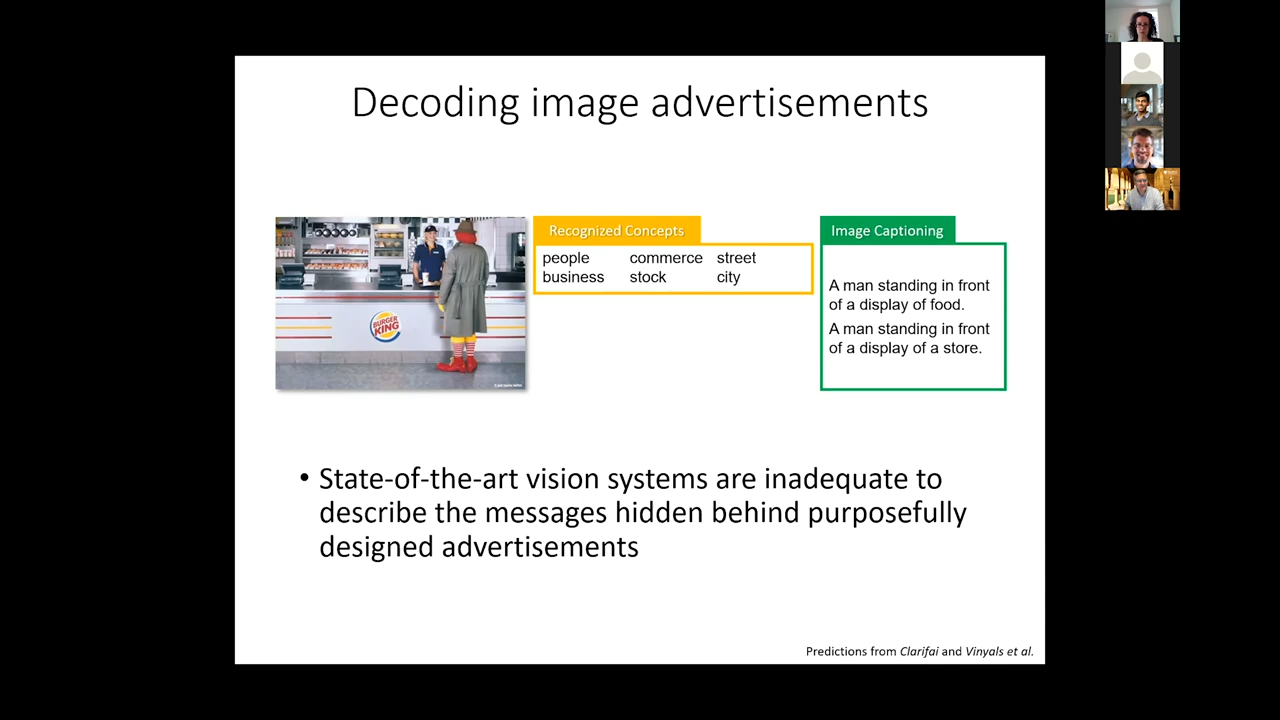 Decoding image advertisements
Recognized Concepts
people commerce street
business stock city
Image Captioning
A man standing in front
of a display of food.
A man standing in front
of a display of a store.
BURGER
KING
• State-of-the-art vision systems are inadequate to
describe the messages hidden behind purposefully
designed advertisements
Predictions from Clarifai and Vinyals et al.